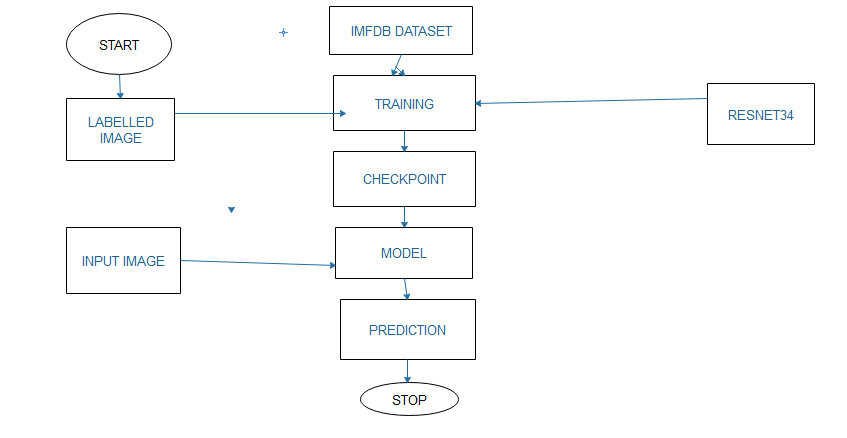 START
IMFDB DATASET
TRAINING
LABELLED
IMAGE
RESNET34
CHECKPOINT
INPUT IMAGE
MODEL
PREDICTION
STOP